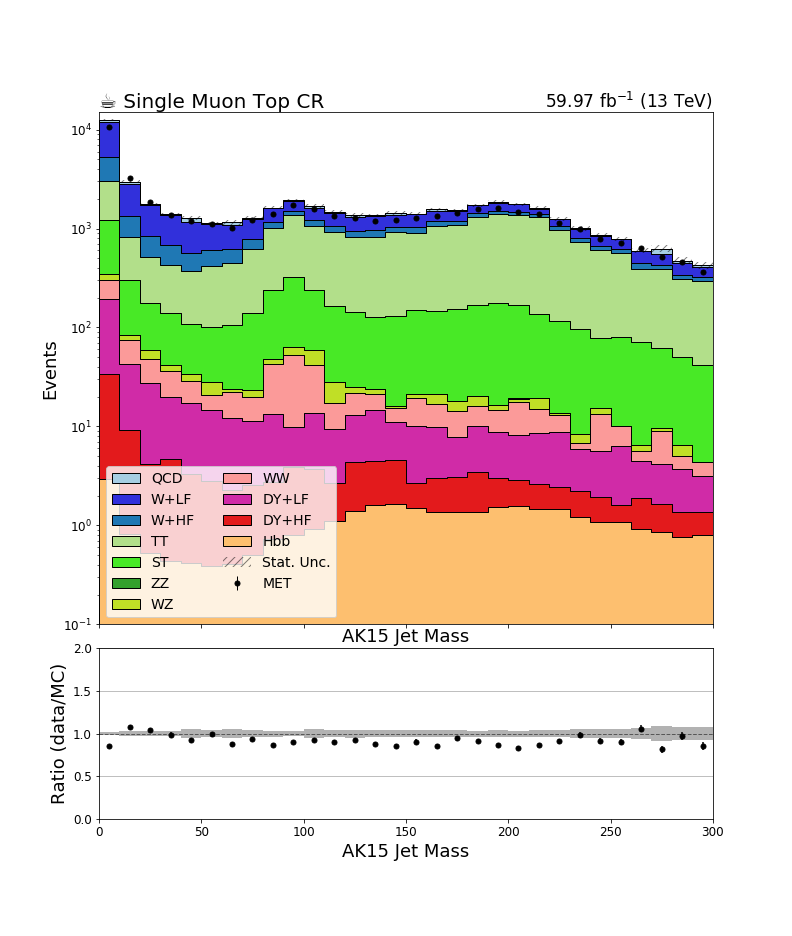 ☕ Single Muon Top CR
59.97 fb⁻¹ (13 TeV)
Events
10⁴
10³
10²
10¹
10⁰
10⁻¹
QCD
W+LF
W+HF
TT
ST
ZZ
WZ
WW
DY+LF
DY+HF
Hbb
Stat. Unc.
MET
AK15 Jet Mass
Ratio (data/MC)
2.0
1.5
1.0
0.5
0.0
0 50 100 150 200 250 300
AK15 Jet Mass